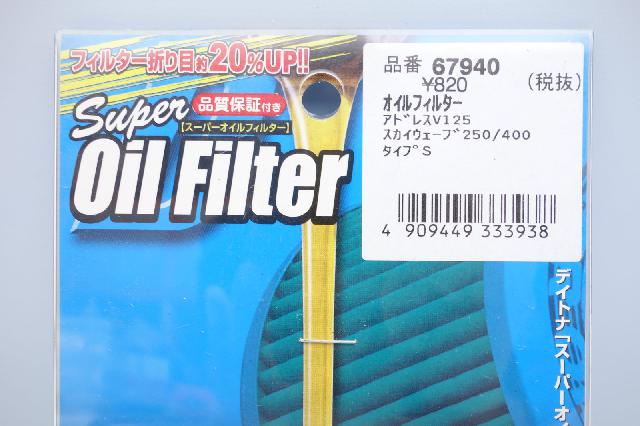 フィルター折り目約20%UP!!
Super
品質保証付き
【スーパーオイルフィルター】
Oil Filter
品番 67940
¥820 (税抜)
オイルフィルター
アドレスV125
スカイウェーブ250/400
タイプS
4 909449 333938
デイトナ「スーパーオイ